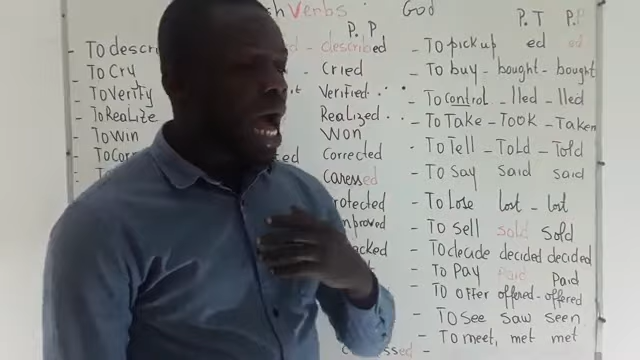 Verbs God
P.P P.T P.P
- To describ - described - To pick up ed ed
- To Cry Cried - To buy - bought - bought
- To Verify Verified - To control - lled - lled
- To Realize Realized - To Take - Took - Taken
- To Win Won - To Tell - Told - Told
Corrected - To Say said said
caressed - To Lose lost - lost
- To sell sold sold
- To decide decided decided
- To Pay Paid Paid
- To offer offered - offered
- To see saw seen
- To meet, met met